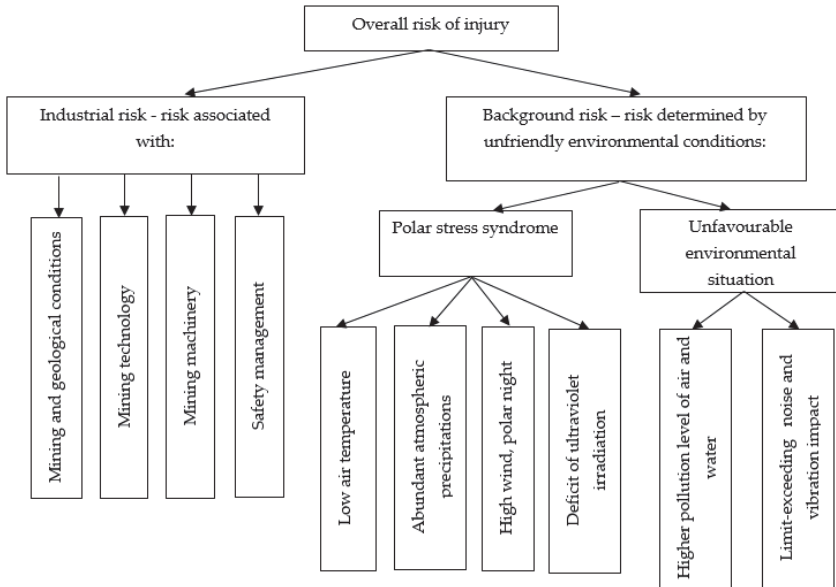 Overall risk of injury
Industrial risk - risk associated
with:
Background risk – risk determined by
unfriendly environmental conditions:
Mining and geological conditions
Mining technology
Mining machinery
Safety management
Polar stress syndrome
Unfavourable
environmental
situation
Low air temperature
Abundant atmospheric
precipitations
High wind, polar night
Deficit of ultraviolet
irradiation
Higher pollution level of air and
water
Limit-exceeding noise and
vibration impact